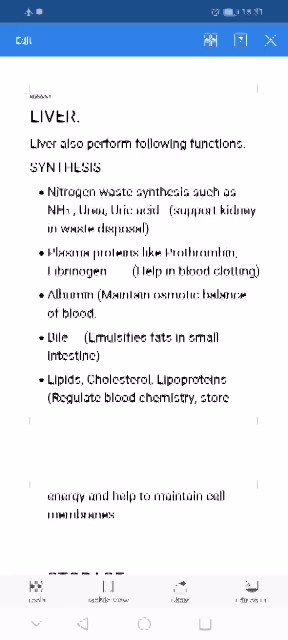 Edit
LIVER.
Liver also perform following functions.
SYNTHESIS
• Nitrogen waste synthesis such as
NH₃ , Urea, Uric acid (support kidney
in waste disposal)
• Plasma proteins like Prothrombin,
Fibrinogen (Help in blood clotting)
• Albumin (Maintain osmotic balance
of blood.
• Bile (Emulsifies fats in small
intestine)
• Lipids, Cholesterol, Lipoproteins
(Regulate blood chemistry, store
energy and help to maintain cell
membranes
STORAGE
Tools Mobile View Share